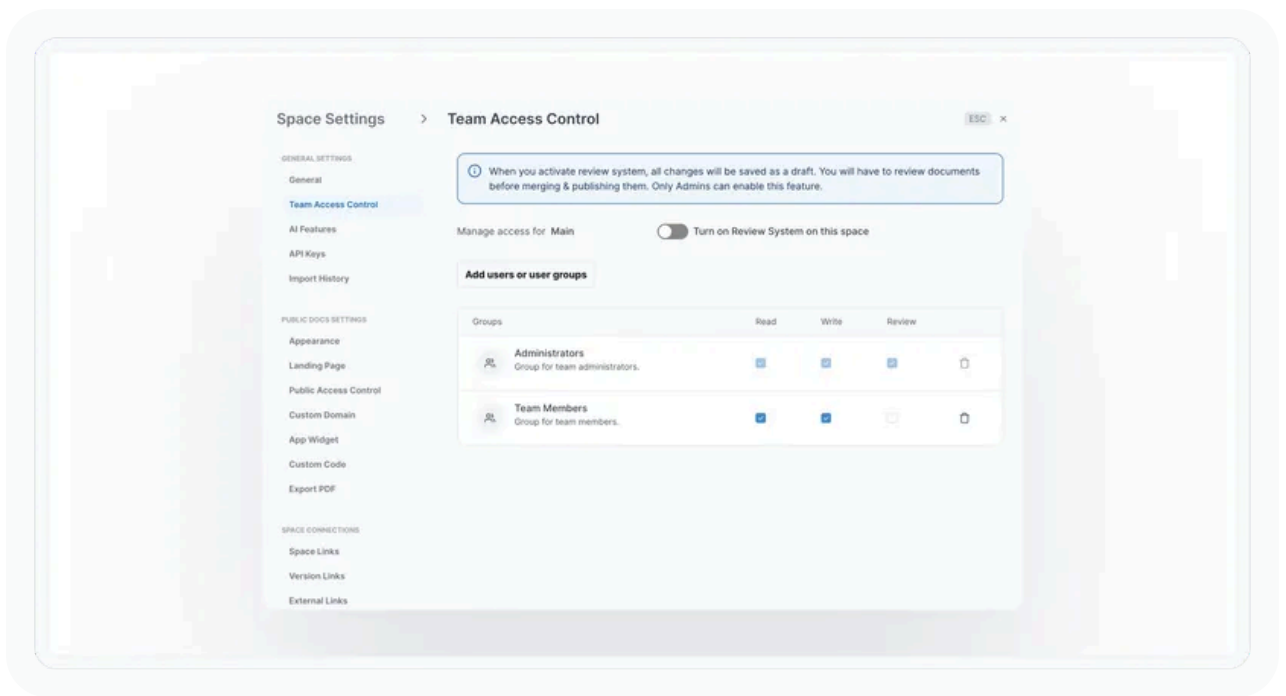 Space Settings > Team Access Control
ESC ×
GENERAL SETTINGS
General
Team Access Control
AI Features
API Keys
Import History
PUBLIC DOCS SETTINGS
Appearance
Landing Page
Public Access Control
Custom Domain
App Widget
Custom Code
Export PDF
SPACE CONNECTIONS
Space Links
Version Links
External Links
When you activate review system, all changes will be saved as a draft. You will have to review documents
before merging & publishing them. Only Admins can enable this feature.
Manage access for Main
Turn on Review System on this space
Add users or user groups
Groups Read Write Review
Administrators
Group for team administrators.
Team Members
Group for team members.